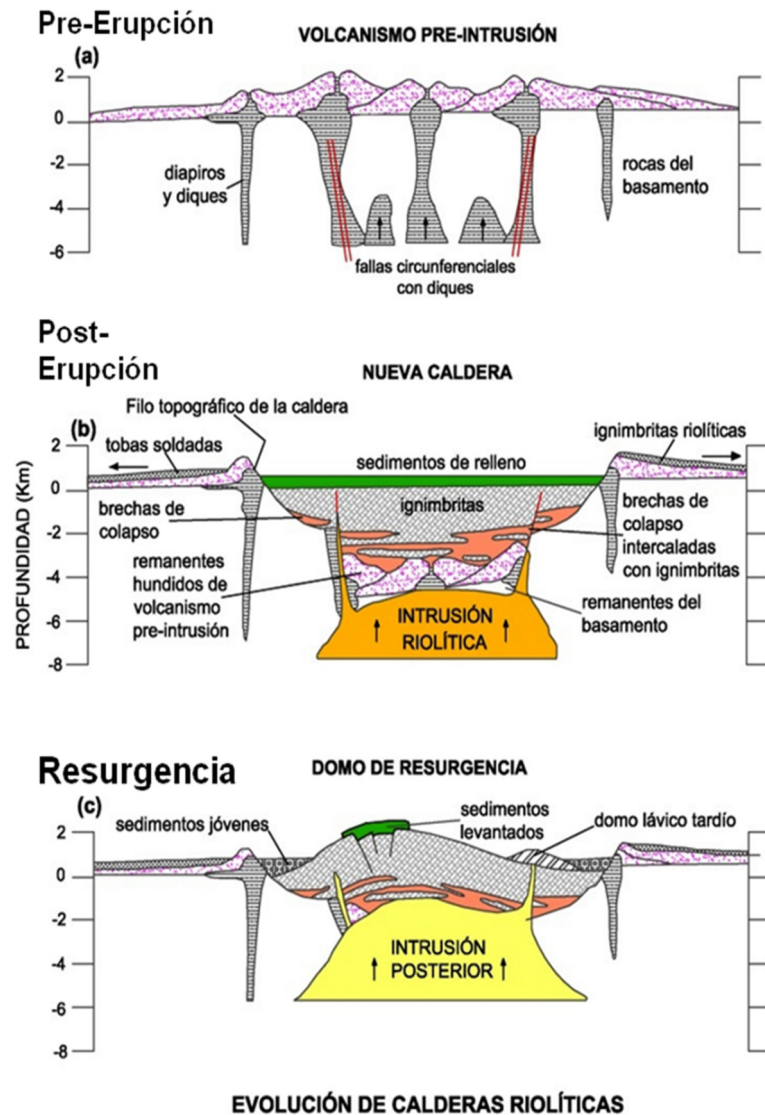 Pre-Erupción
VOLCANISMO PRE-INTRUSIÓN
(a)
2
0
-2
-4
-6
diapiros
y diques
rocas del
basamento
fallas circunferenciales
con diques
Post-
Erupción
NUEVA CALDERA
Filo topográfico de la caldera
(b)
tobas soldadas
ignimbritas riolíticas
sedimentos de relleno
PROFUNDIDAD (Km)
2
0
-2
-4
-6
-8
brechas de
colapso
ignimbritas
brechas de
colapso
intercaladas
con ignimbritas
remanentes
hundidos de
volcanismo
pre-intrusión
remanentes del
basamento
INTRUSIÓN
RIOLÍTICA
Resurgencia
DOMO DE RESURGENCIA
(c)
sedimentos jóvenes
sedimentos
levantados
domo lávico tardío
2
0
-2
-4
-6
-8
INTRUSIÓN
POSTERIOR
EVOLUCIÓN DE CALDERAS RIOLÍTICAS